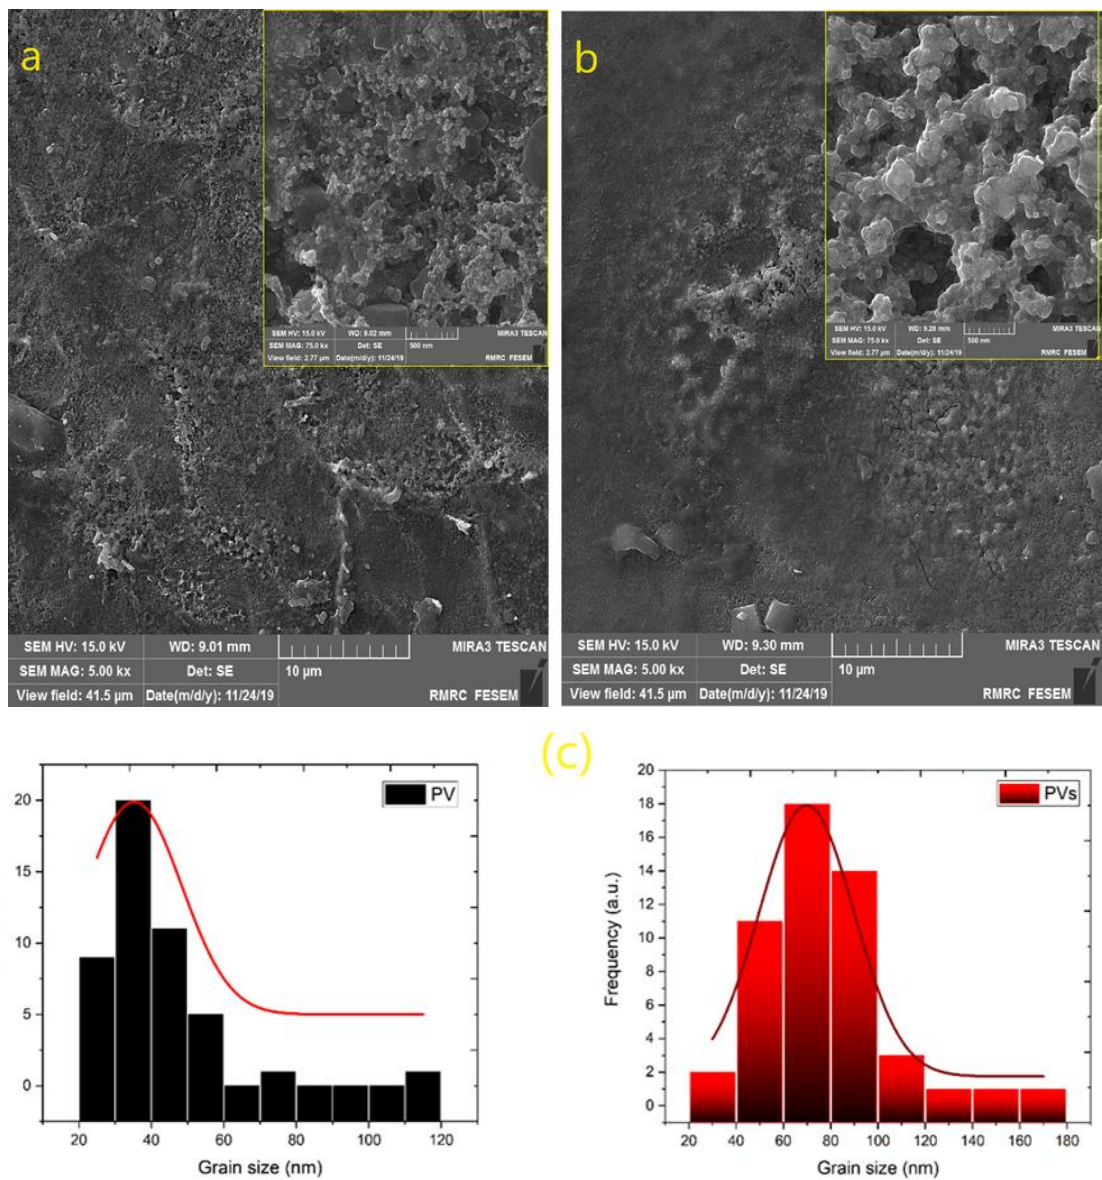 a
SEM HV: 15.0 kV WD: 9.02 mm MIRA3 TESCAN
SEM MAG: 75.0 kx Det: SE 500 nm
View field: 2.77 µm Date(m/d/y): 11/24/19 RMRC FESEM
SEM HV: 15.0 kV WD: 9.01 mm MIRA3 TESCAN
SEM MAG: 5.00 kx Det: SE 10 µm
View field: 41.5 µm Date(m/d/y): 11/24/19 RMRC FESEM
b
SEM HV: 15.0 kV WD: 9.28 mm MIRA3 TESCAN
SEM MAG: 75.0 kx Det: SE 500 nm
View field: 2.77 µm Date(m/d/y): 11/24/19 RMRC FESEM
SEM HV: 15.0 kV WD: 9.30 mm MIRA3 TESCAN
SEM MAG: 5.00 kx Det: SE 10 µm
View field: 41.5 µm Date(m/d/y): 11/24/19 RMRC FESEM
(c)
PV
20
15
10
5
0
20 40 60 80 100 120
Grain size (nm)
PVs
Frequency (a.u.)
20
18
16
14
12
10
8
6
4
2
0
20 40 60 80 100 120 140 160 180
Grain size (nm)